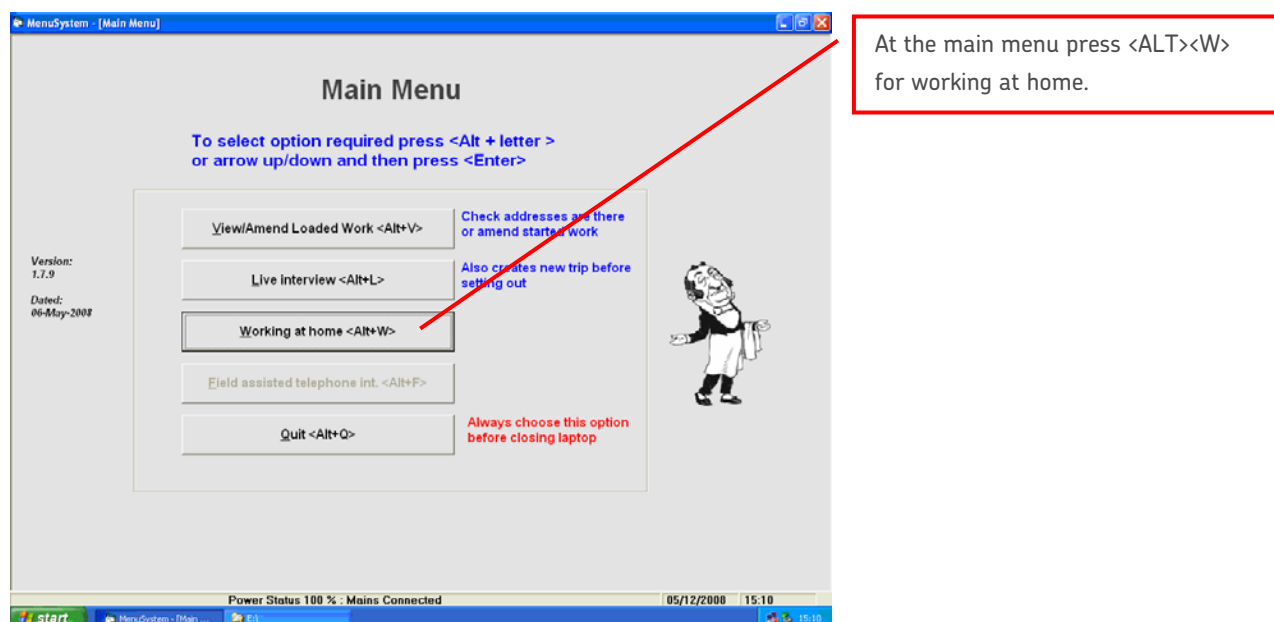 MenuSystem - [Main Menu]
At the main menu press <ALT><W>
for working at home.
Main Menu
To select option required press <Alt + letter >
or arrow up/down and then press <Enter>
View/Amend Loaded Work <Alt+V>
Check addresses are there
or amend started work
Live interview <Alt+L>
Also creates new trip before
setting out
Version:
1.7.9
Dated:
06-May-2008
Working at home <Alt+W>
Field assisted telephone int. <Alt+F>
Quit <Alt+Q>
Always choose this option
before closing laptop
Power Status 100 % : Mains Connected
05/12/2008
15:10
start
MenuSystem - [Main ...
E:\
15:10